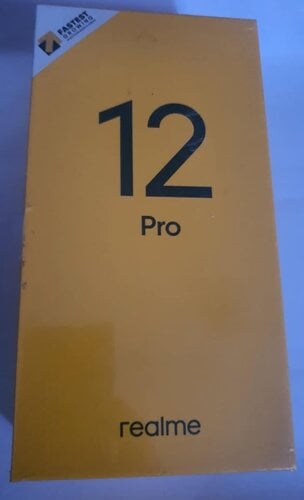 FASTEST
GROWING
12
Pro
realme